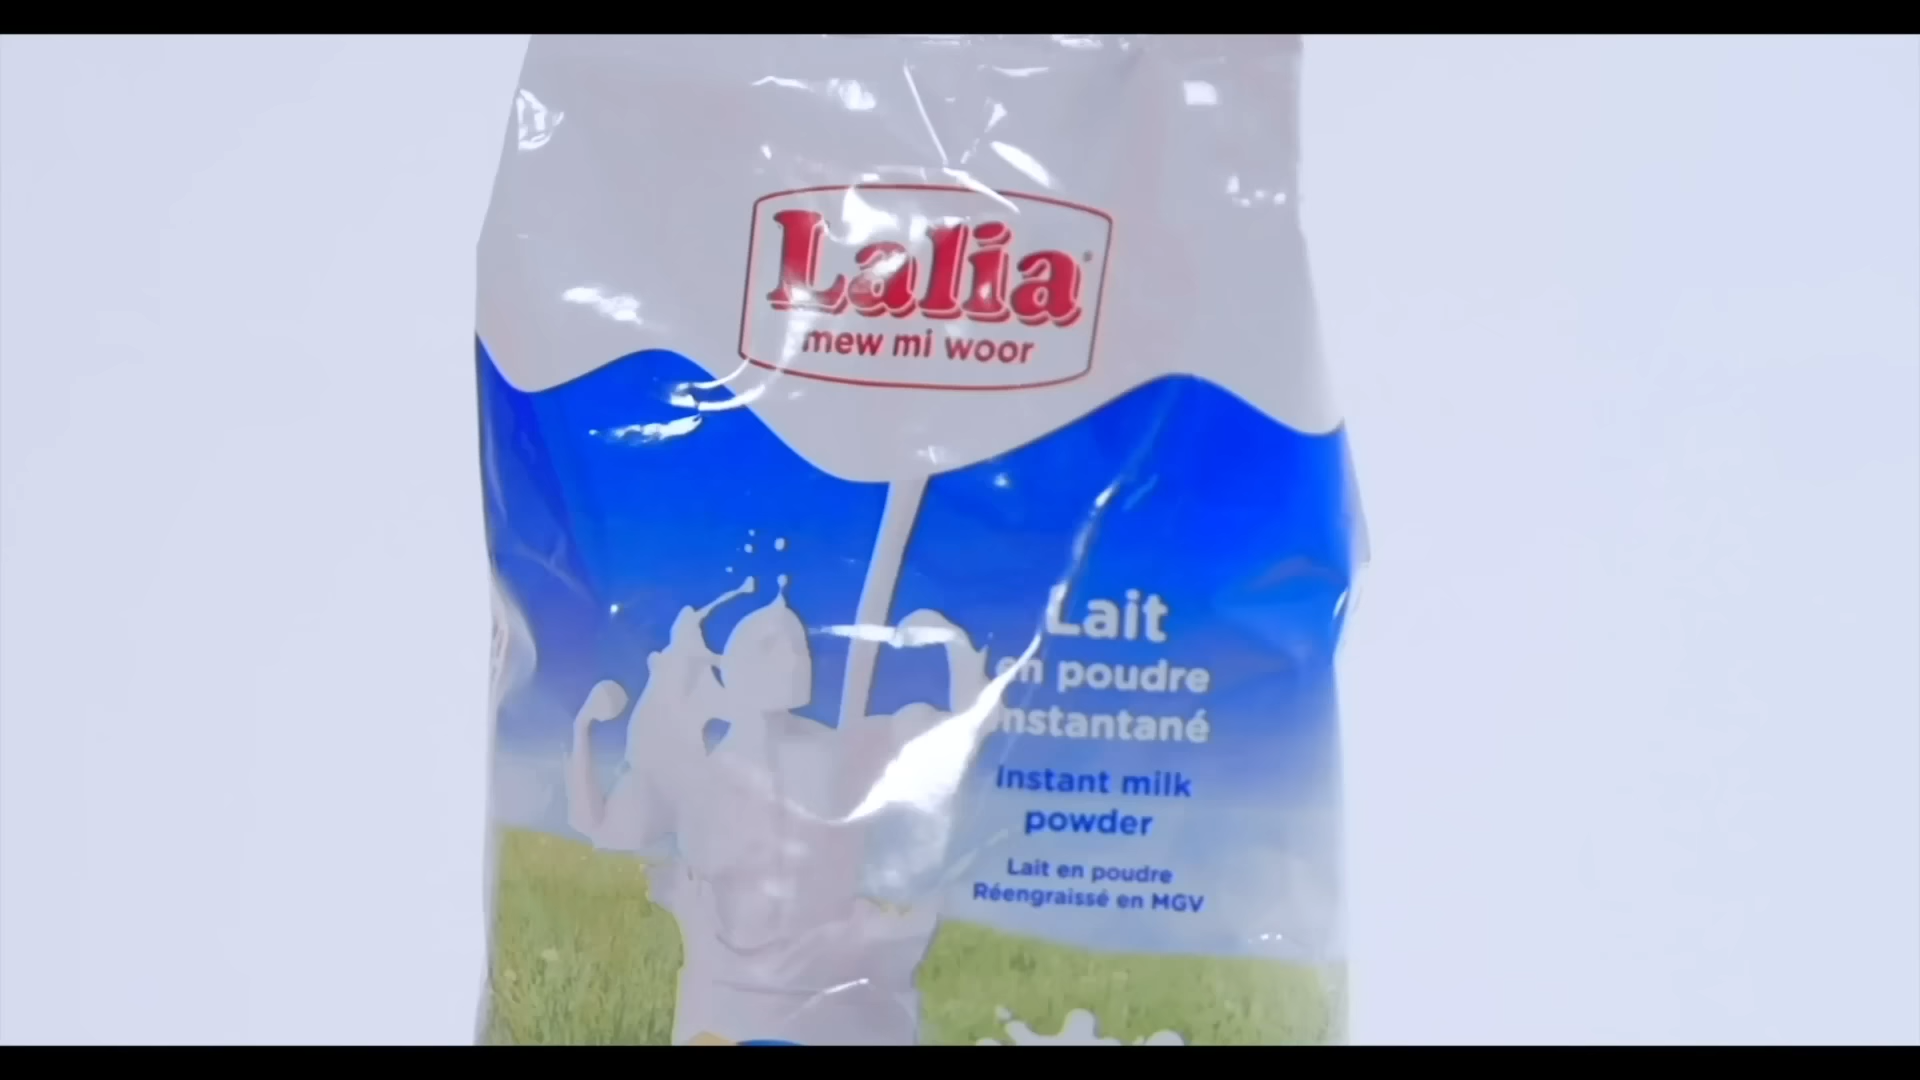 Lalia
mew mi woor
Lait
en poudre
instantané
Instant milk
powder
Lait en poudre
Réengraissé en MGV